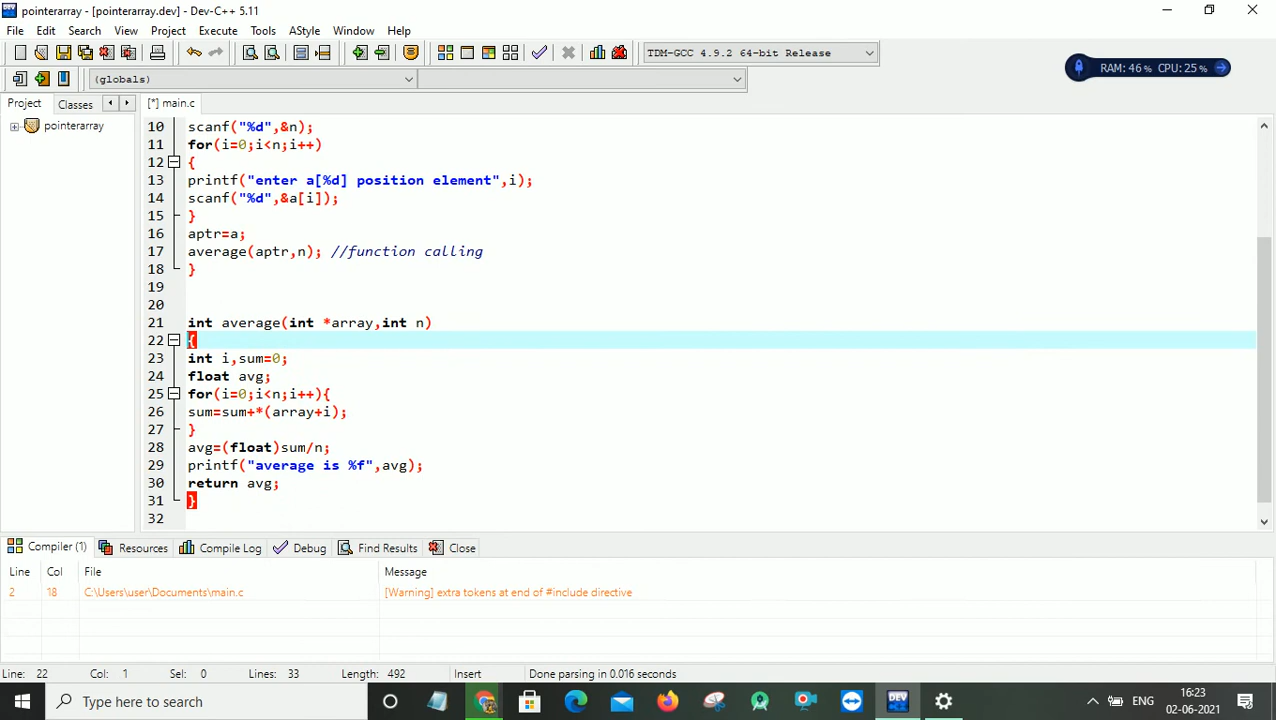 pointerarray - [pointerarray.dev] - Dev-C++ 5.11
File Edit Search View Project Execute Tools AStyle Window Help
TDM-GCC 4.9.2 64-bit Release
RAM: 46 % CPU: 25 %
(globals)
Project Classes [*] main.c
pointerarray
10 scanf("%d",&n);
11 for(i=0;i<n;i++)
12 {
13 printf("enter a[%d] position element",i);
14 scanf("%d",&a[i]);
15 }
16 aptr=a;
17 average(aptr,n); //function calling
18 }
19
20
21 int average(int *array,int n)
22 {
23 int i,sum=0;
24 float avg;
25 for(i=0;i<n;i++){
26 sum=sum+*(array+i);
27 }
28 avg=(float)sum/n;
29 printf("average is %f",avg);
30 return avg;
31 }
32
Compiler (1) Resources Compile Log Debug Find Results Close
Line Col File Message
2 18 C:\Users\user\Documents\main.c [Warning] extra tokens at end of #include directive
Line: 22 Col: 1 Sel: 0 Lines: 33 Length: 492 Insert Done parsing in 0.016 seconds
Type here to search
DEV
ENG
16:23
02-06-2021